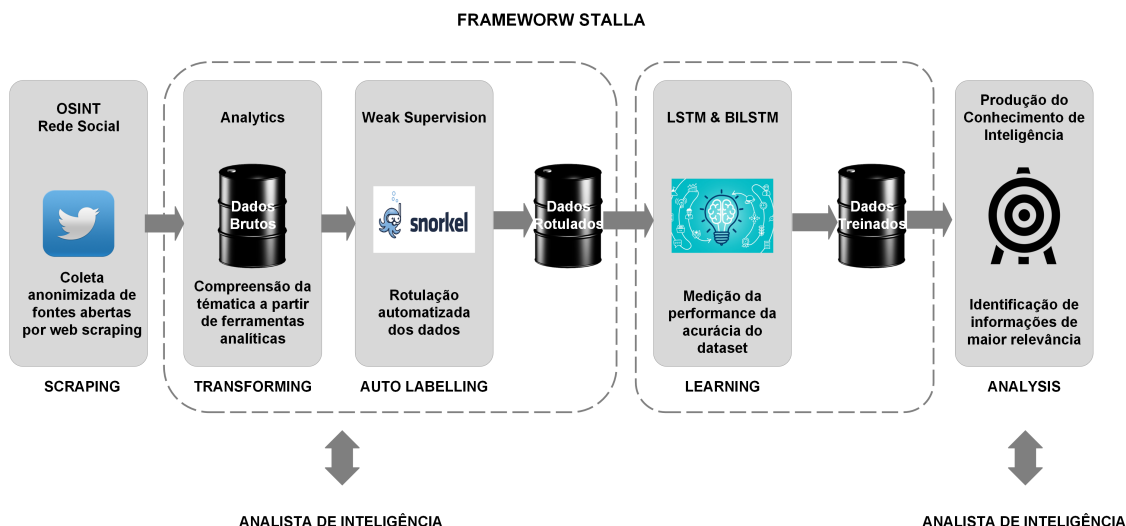 FRAMEWORW STALLA
OSINT
Rede Social
Coleta
anonimizada de
fontes abertas
por web scraping
SCRAPING
Analytics
Dados
Brutos
Compreensão da
témática a partir
de ferramentas
analíticas
TRANSFORMING
Weak Supervision
snorkel
Rotulação
automatizada
dos dados
AUTO LABELLING
Dados
Rotulados
LSTM & BILSTM
Medição da
performance da
acurácia do
dataset
LEARNING
Dados
Treinados
Produção do
Conhecimento de
Inteligência
Identificação de
informações de
maior relevância
ANALYSIS
ANALISTA DE INTELIGÊNCIA
ANALISTA DE INTELIGÊNCIA